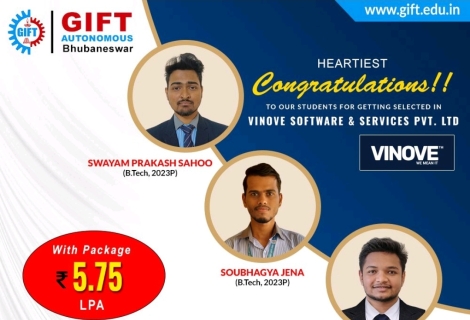 GIFT
GIFT
AUTONOMOUS
Bhubaneswar
www.gift.edu.in
HEARTIEST
Congratulations!!
TO OUR STUDENTS FOR GETTING SELECTED IN
VINOVE SOFTWARE & SERVICES PVT. LTD
VINOVE™
WE MEAN IT
SWAYAM PRAKASH SAHOO
(B.Tech, 2023P)
SOUBHAGYA JENA
(B.Tech, 2023P)
With Package
₹ 5.75
LPA